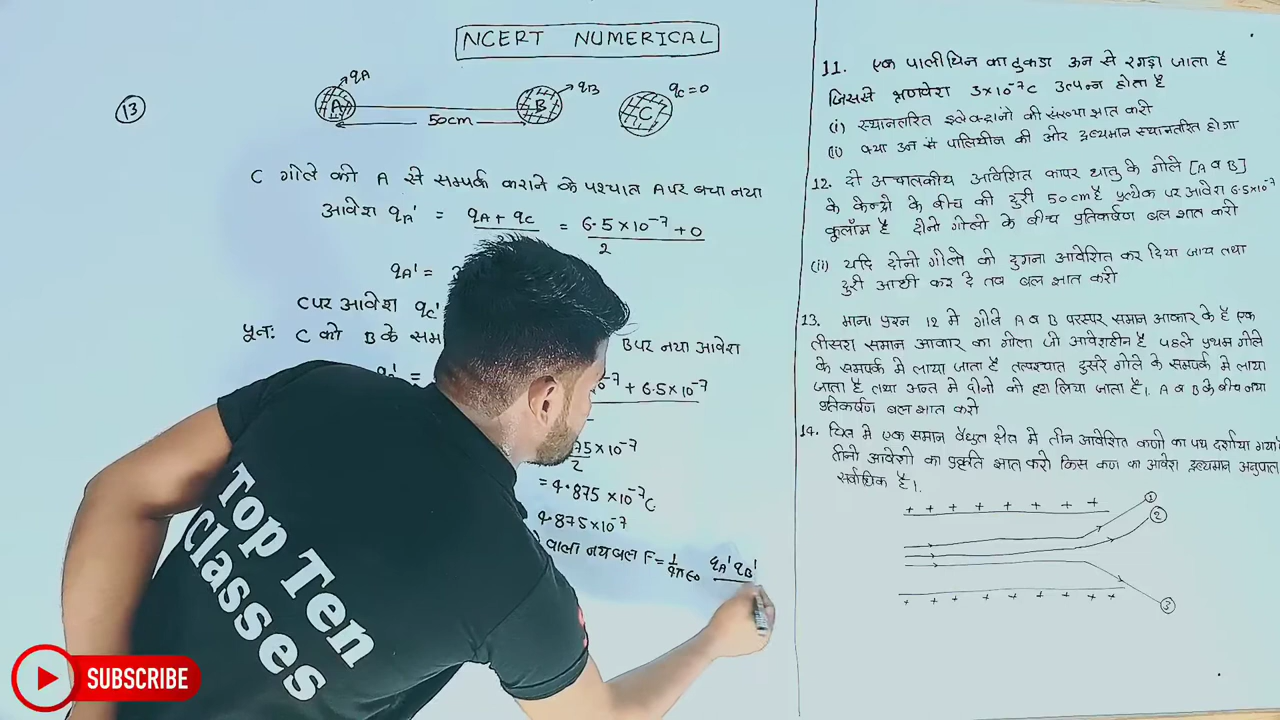 NCERT NUMERICAL
13
qA
A
B
qB
C
qC=0
50cm
C गोले को A से सम्पर्क कराने के पश्चात A पर बचा नया
आवेश qA' = qA + qC / 2 = 6.5×10⁻⁷ + 0 / 2
qA' =
C पर आवेश qC'
पुनः C को B के सम
B पर नया आवेश
⁻⁷ + 6.5×10⁻⁷
75×10⁻⁷ / 2
= 4.875×10⁻⁷C
4.875×10⁻⁷
वाला नया बल F = 1/4πε0 qA' qB'
11. एक पालीथिन का टुकडा ऊन से रगड़ा जाता है
जिससे ऋणावेश 3×10⁻⁷C उत्पन्न होता है
(i) स्थानतरित इलेक्ट्रानो की संख्या ज्ञात करो
(ii) क्या ऊन से पालिथीन की ओर द्रव्यमान स्थानतरित होगा
12. दो अचालकीय आवेशित कापर धातु के गोले [A व B]
के केन्द्रो के बीच की दुरी 50cm है प्रत्येक पर आवेश 6.5×10⁻⁷
कूलॉम है दोनो गोलो के बीच प्रतिकर्षण बल ज्ञात करो
(ii) यदि दोनो गोलो को दुगना आवेशित कर दिया जाय तथा
दुरी आधी कर दे तब बल ज्ञात करो
13. माना प्रश्न 12 मे गोले A व B परस्पर समान आकार के है एक
तीसरा समान आकार का गोला जो आवेशहीन है पहले प्रथम गोले
के सम्पर्क मे लाया जाता है तत्पश्चात दुसरे गोले के सम्पर्क मे लाया
जाता है तथा अन्त मे दोनो को हटा लिया जाता है। A व B के बीच नया
प्रतिकर्षण बल ज्ञात करो
14. चित्र मे एक समान वैधुत क्षेत्र मे तीन आवेशित कणो का पथ दर्शाया गया
तीनो आवेशो का प्रकृति ज्ञात करो किस कण का आवेश द्रव्यमान अनुपात
सर्वाधिक है।
+ + + + + + + +
1
2
+ + + + + + + + +
3
Top Ten
Classes
SUBSCRIBE